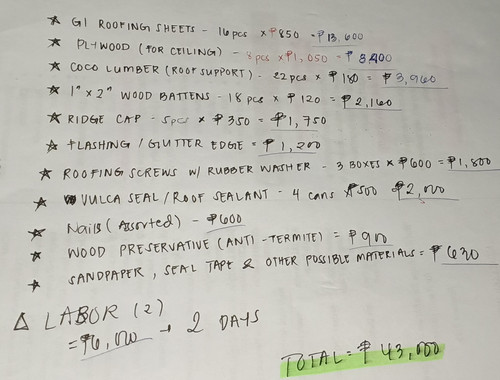 ★ GI ROOFING SHEETS - 16pcs x ₱850 = ₱13,600
★ PLYWOOD (FOR CEILING) - 8pcs x ₱1,050 = ₱8,400
★ COCO LUMBER (ROOF SUPPORT) - 22pcs x ₱180 = ₱3,960
★ 1" x 2" WOOD BATTENS - 18pcs x ₱120 = ₱2,160
★ RIDGE CAP - 5pcs x ₱350 = ₱1,750
★ FLASHING / GUTTER EDGE = ₱1,200
★ ROOFING SCREWS W/ RUBBER WASHER - 3 BOXES x ₱600 = ₱1,800
★ VULCA SEAL / ROOF SEALANT - 4 cans ₱500 ₱2,000
★ Nails (Assorted) - ₱600
★ WOOD PRESERVATIVE (ANTI-TERMITE) = ₱900
★ SANDPAPER, SEAL TAPE & OTHER POSSIBLE MATERIALS = ₱630
Δ LABOR (2)
= ₱6,000 → 2 DAYS
TOTAL = ₱43,000